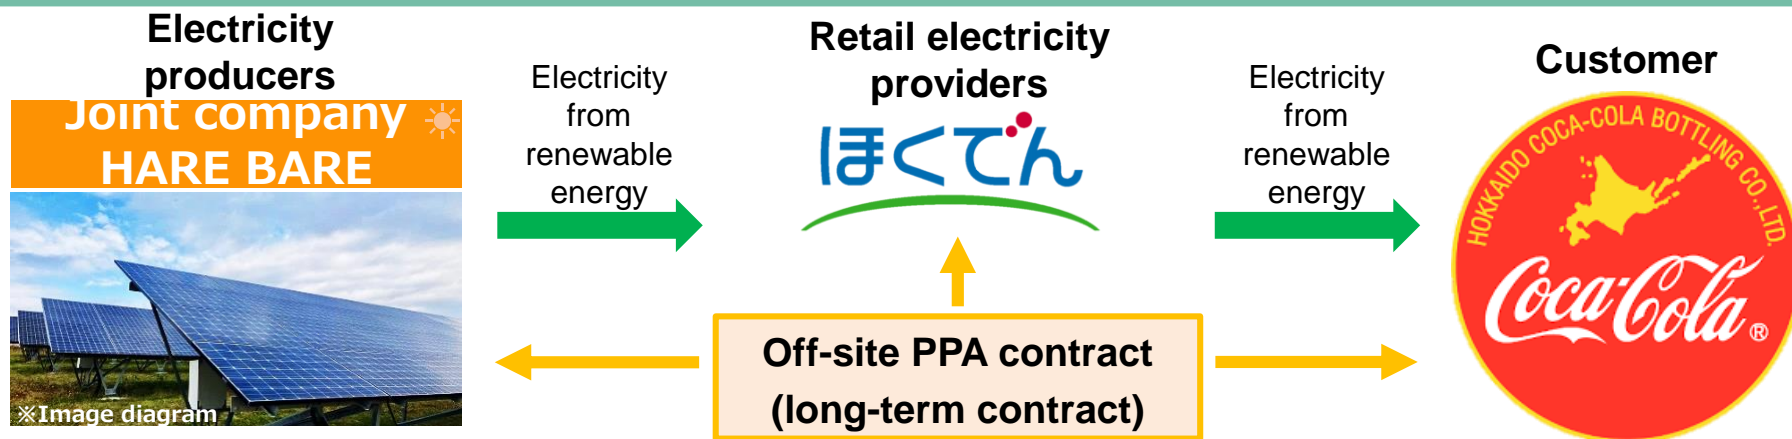 Electricity
producers
Joint company
HARE BARE
※Image diagram
Electricity
from
renewable
energy
Retail electricity
providers
ほくでん
Electricity
from
renewable
energy
Off-site PPA contract
(long-term contract)
Customer
HOKKAIDO COCA-COLA BOTTLING CO.,LTD.
Coca-Cola ®